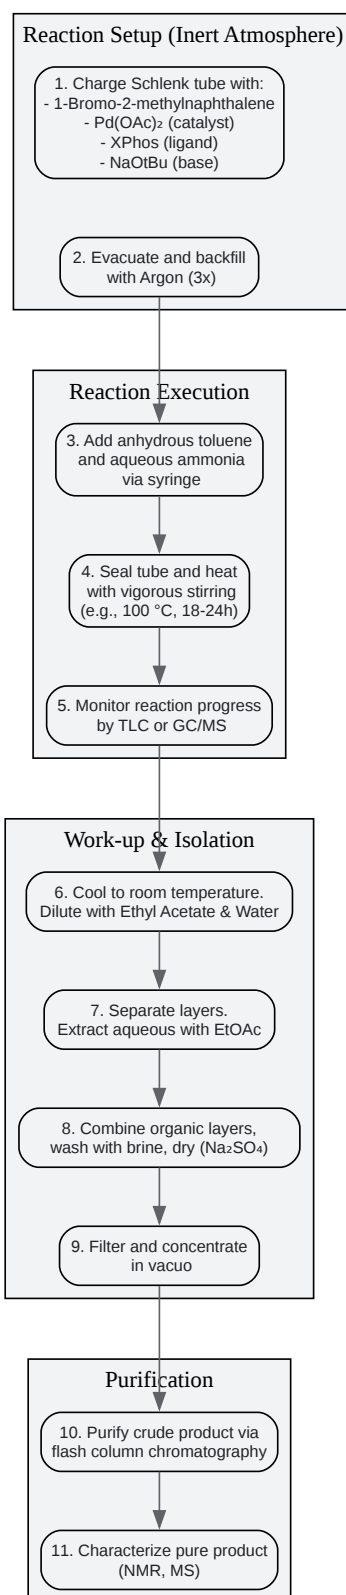 Reaction Setup (Inert Atmosphere)
1. Charge Schlenk tube with:
- 1-Bromo-2-methylnaphthalene
- Pd(OAc)₂ (catalyst)
- XPhos (ligand)
- NaOtBu (base)
2. Evacuate and backfill
with Argon (3x)
Reaction Execution
3. Add anhydrous toluene
and aqueous ammonia
via syringe
4. Seal tube and heat
with vigorous stirring
(e.g., 100 °C, 18-24h)
5. Monitor reaction progress
by TLC or GC/MS
Work-up & Isolation
6. Cool to room temperature.
Dilute with Ethyl Acetate & Water
7. Separate layers.
Extract aqueous with EtOAc
8. Combine organic layers,
wash with brine, dry (Na₂SO₄)
9. Filter and concentrate
in vacuo
Purification
10. Purify crude product via
flash column chromatography
11. Characterize pure product
(NMR, MS)